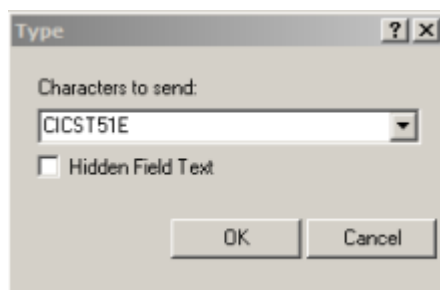 Type
? ×
Characters to send:
CICST51E
Hidden Field Text
OK Cancel